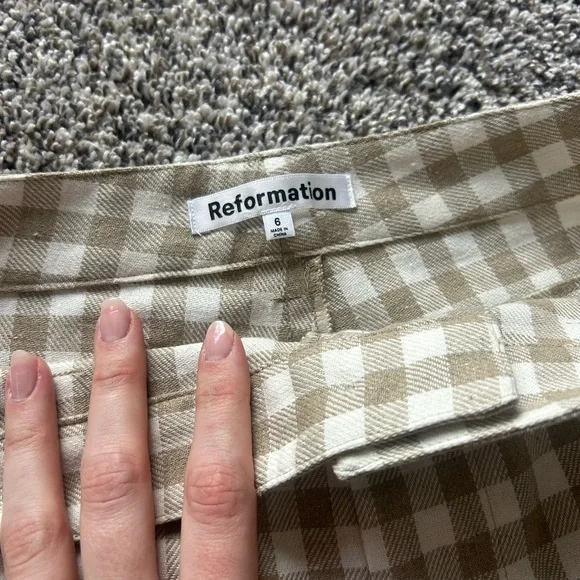 Reformation
6
MADE IN
CHINA